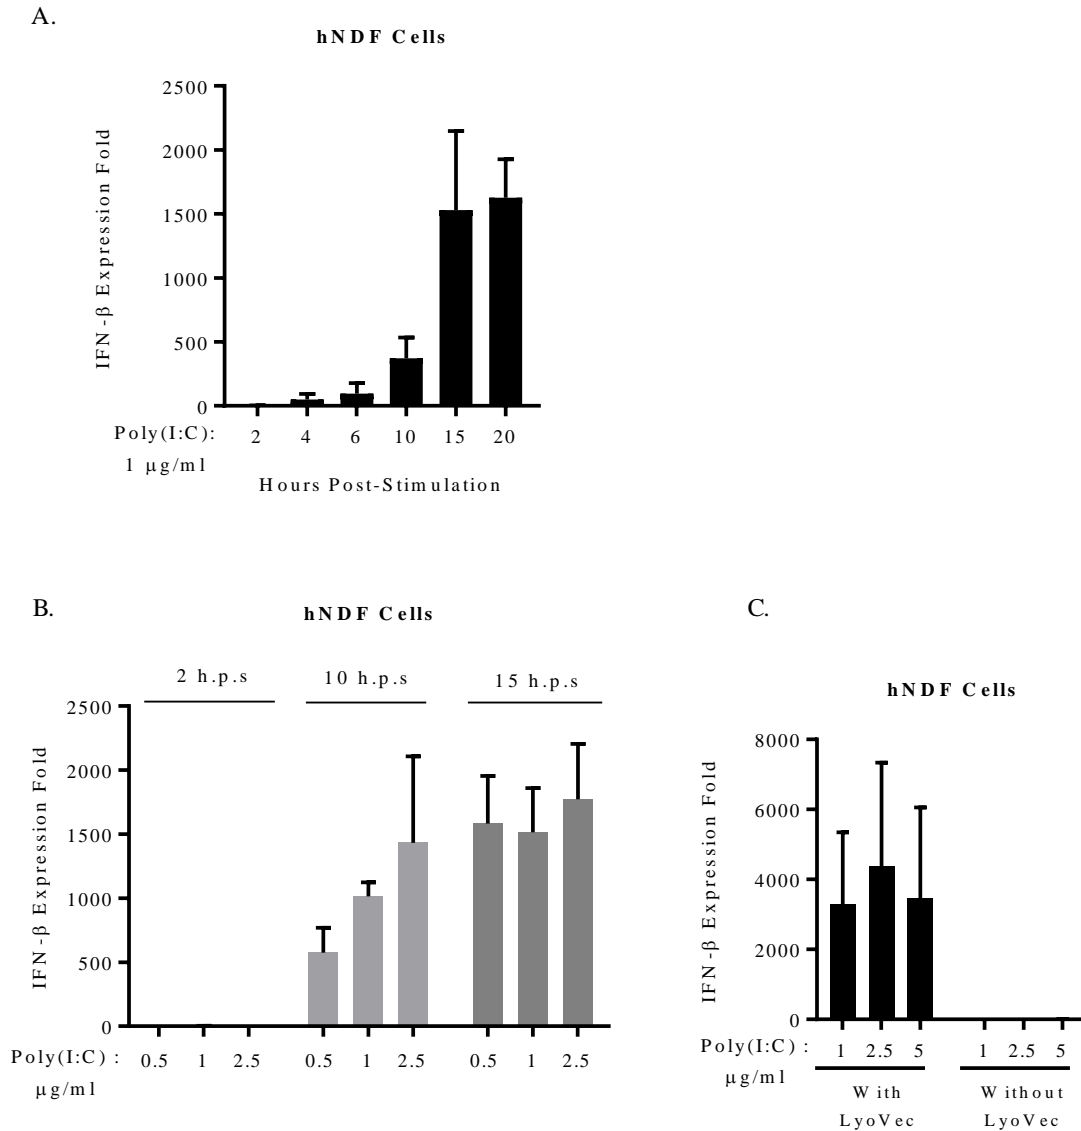 A.
hNDF Cells
IFN-β Expression Fold
2500
2000
1500
1000
500
0
Poly(I:C): 2 4 6 10 15 20
1 μg/ml
Hours Post-Stimulation
B.
hNDF Cells
2 h.p.s 10 h.p.s 15 h.p.s
IFN-β Expression Fold
2500
2000
1500
1000
500
0
Poly(I:C) : 0.5 1 2.5 0.5 1 2.5 0.5 1 2.5
μg/ml
C.
hNDF Cells
IFN-β Expression Fold
8000
6000
4000
2000
0
Poly(I:C) : 1 2.5 5 1 2.5 5
μg/ml
With Without
LyoVec LyoVec